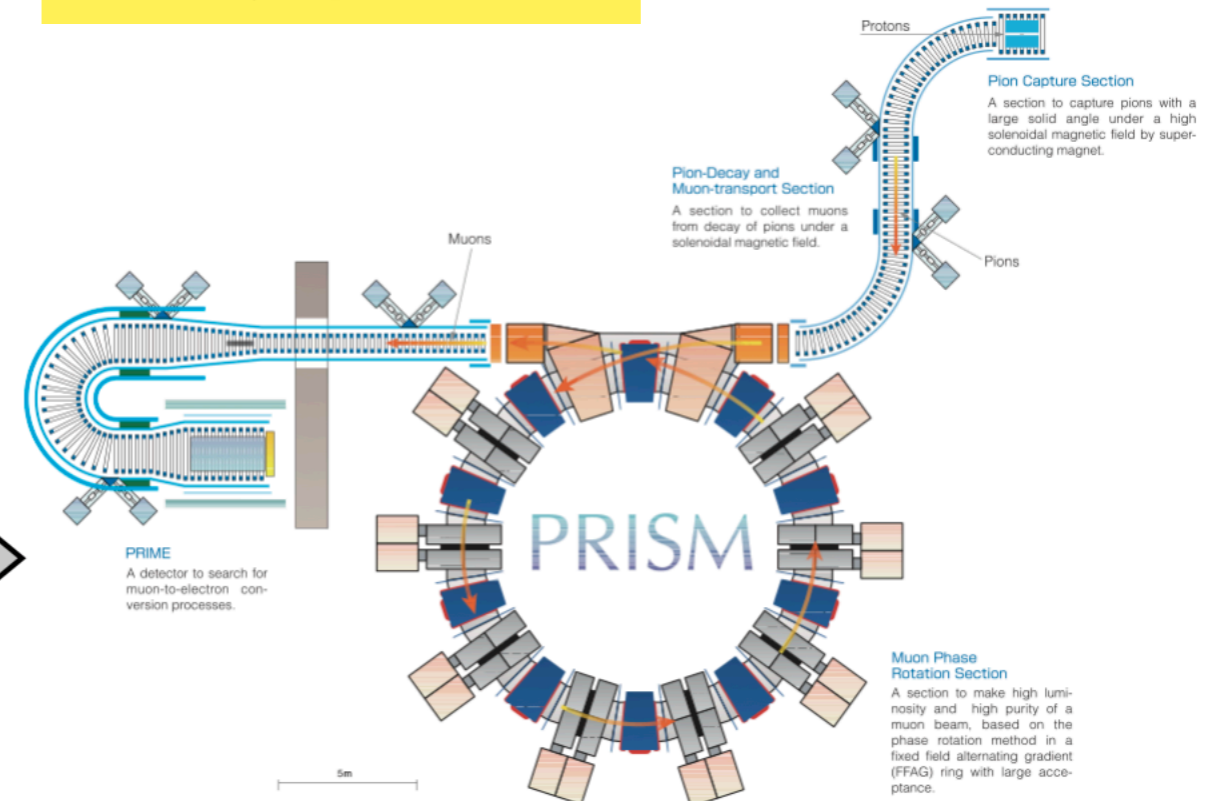 Protons
Pion Capture Section
A section to capture pions with a
large solid angle under a high
solenoidal magnetic field by super-
conducting magnet.
Pion-Decay and
Muon-transport Section
A section to collect muons
from decay of pions under a
solenoidal magnetic field.
Pions
Muons
PRISM
PRIME
A detector to search for
muon-to-electron con-
version processes.
Muon Phase
Rotation Section
A section to make high lumi-
nosity and high purity of a
muon beam, based on the
phase rotation method in a
fixed field alternating gradient
(FFAG) ring with large acce-
ptance.
5m